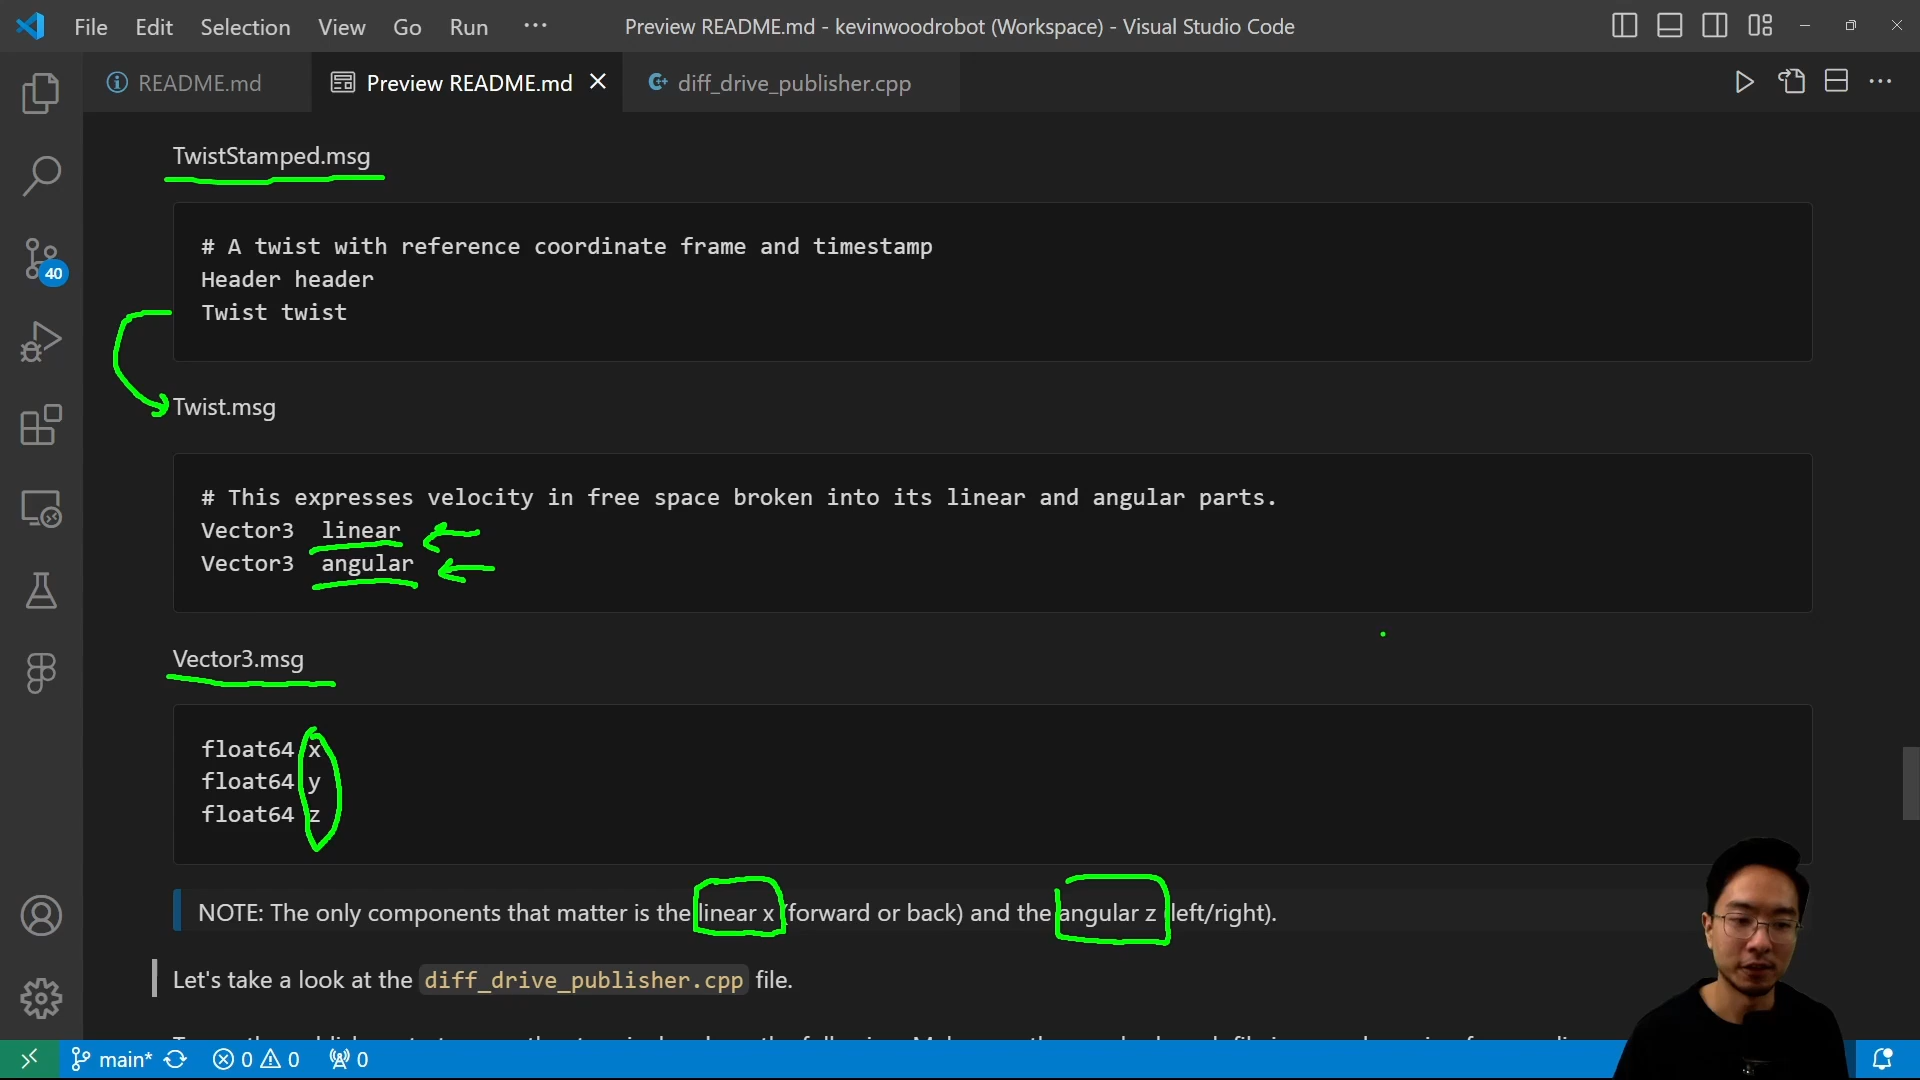 File Edit Selection View Go Run ··· Preview README.md - kevinwoodrobot (Workspace) - Visual Studio Code
README.md Preview README.md diff_drive_publisher.cpp
TwistStamped.msg
# A twist with reference coordinate frame and timestamp
Header header
Twist twist
40
Twist.msg
# This expresses velocity in free space broken into its linear and angular parts.
Vector3 linear
Vector3 angular
Vector3.msg
float64 x
float64 y
float64 z
NOTE: The only components that matter is the linear x (forward or back) and the angular z (left/right).
Let's take a look at the diff_drive_publisher.cpp file.
main* 0 0 0